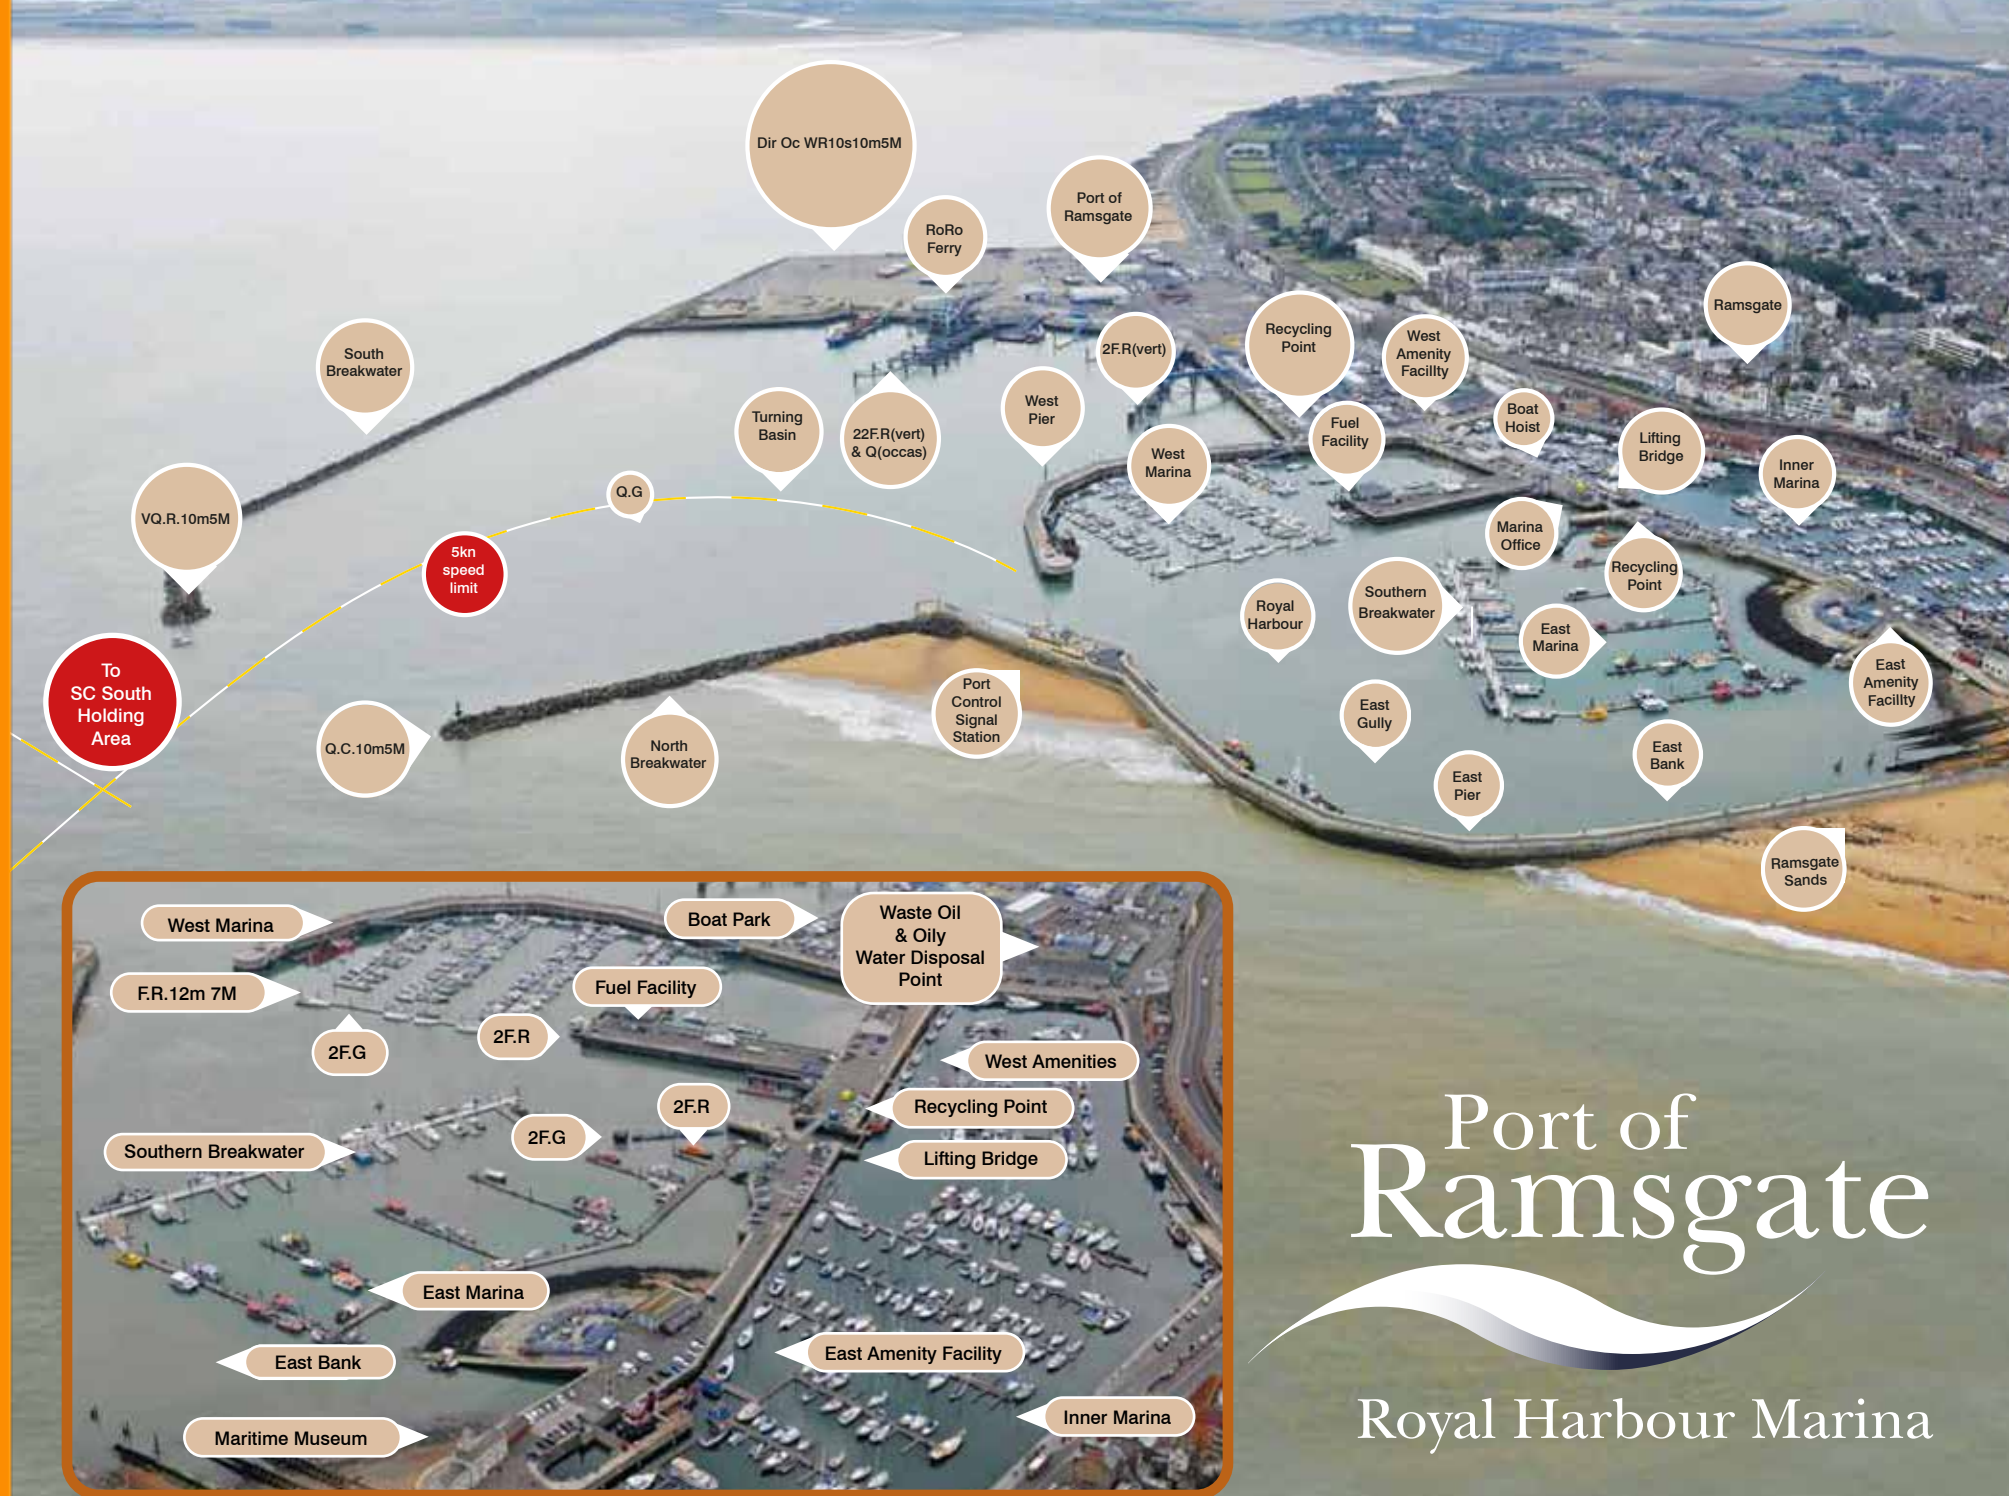 Dir Oc WR10s10m5M
Port of
Ramsgate
RoRo
Ferry
Ramsgate
South
Breakwater
2F.R(vert)
Recycling
Point
West
Amenity
Facillty
West
Pier
Turning
Basin
22F.R(vert)
& Q(occas)
Fuel
Facility
Boat
Hoist
Lifting
Bridge
West
Marina
Inner
Marina
VQ.R.10m5M
Q.G
Marina
Office
5kn
speed
limit
Recycling
Point
Royal
Harbour
Southern
Breakwater
East
Marina
To
SC South
Holding
Area
East
Amenity
Facillty
Port
Control
Signal
Station
East
Gully
Q.C.10m5M
North
Breakwater
East
Bank
East
Pier
Ramsgate
Sands
West Marina
Boat Park
Waste Oil
& Oily
Water Disposal
Point
F.R.12m 7M
Fuel Facility
2F.G
2F.R
West Amenities
2F.R
Recycling Point
2F.G
Southern Breakwater
Lifting Bridge
East Marina
East Bank
East Amenity Facility
Maritime Museum
Inner Marina
Port of
Ramsgate
Royal Harbour Marina